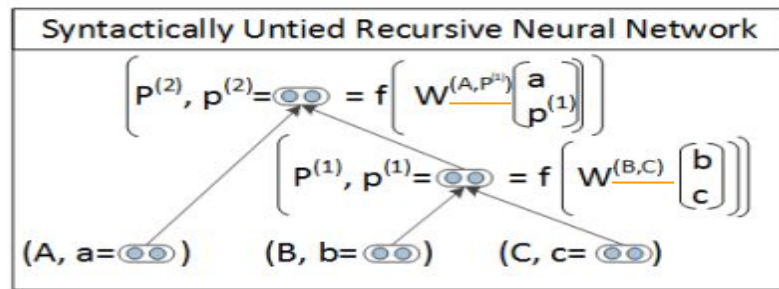 Syntactically Untied Recursive Neural Network
(P⁽²⁾, p⁽²⁾= = f( W⁽ᴬ,ᴾ⁽¹⁾⁾ [a
p⁽¹⁾]))
(P⁽¹⁾, p⁽¹⁾= = f( W⁽ᴮ,ᶜ⁾ [b
c]))
(A, a= ) (B, b= ) (C, c= )